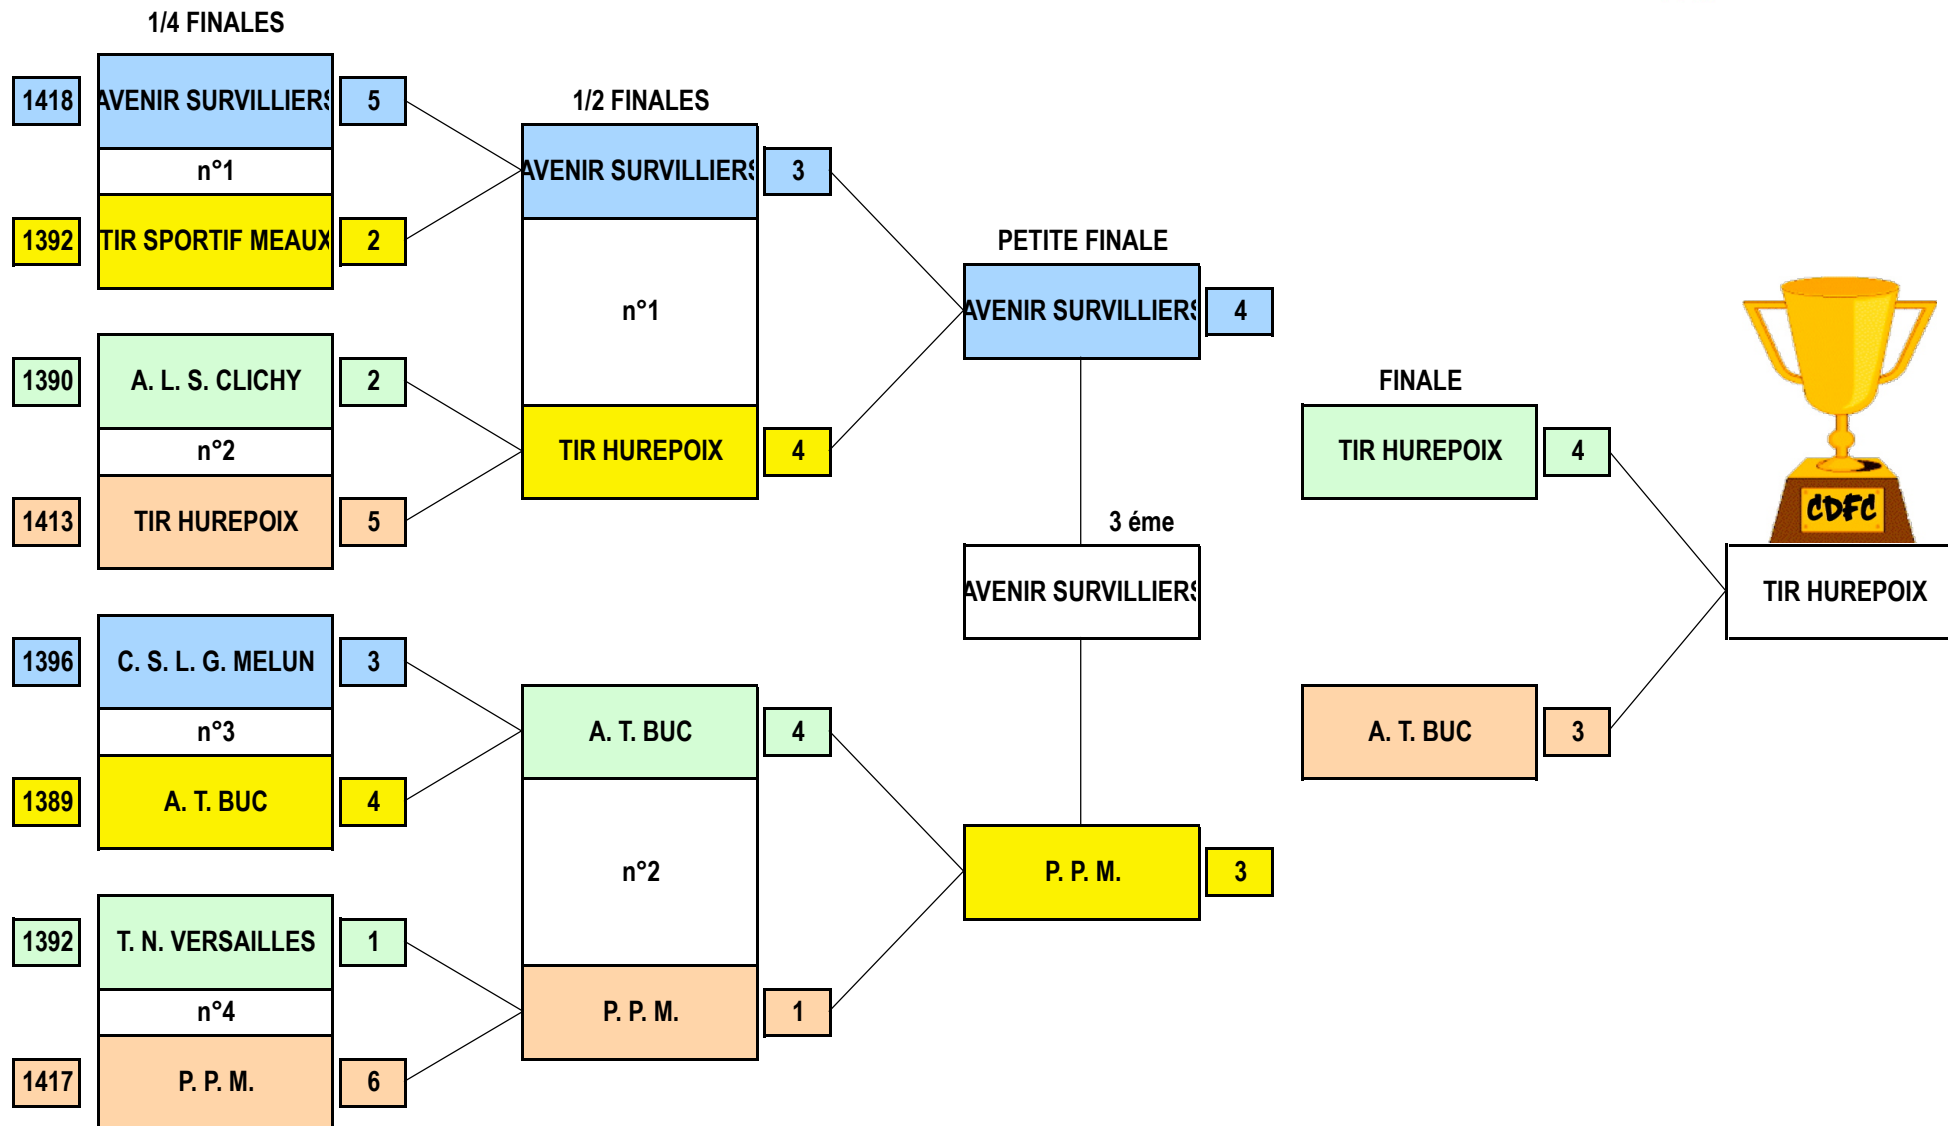 1/4 FINALES
1418 AVENIR SURVILLIERS 5
n°1
1392 TIR SPORTIF MEAUX 2
1390 A. L. S. CLICHY 2
n°2
1413 TIR HUREPOIX 5
1396 C. S. L. G. MELUN 3
n°3
1389 A. T. BUC 4
1392 T. N. VERSAILLES 1
n°4
1417 P. P. M. 6
1/2 FINALES
AVENIR SURVILLIERS 3
n°1
TIR HUREPOIX 4
A. T. BUC 4
n°2
P. P. M. 1
PETITE FINALE
AVENIR SURVILLIERS 4
3 éme
AVENIR SURVILLIERS
P. P. M. 3
FINALE
TIR HUREPOIX 4
A. T. BUC 3
CDFC
TIR HUREPOIX